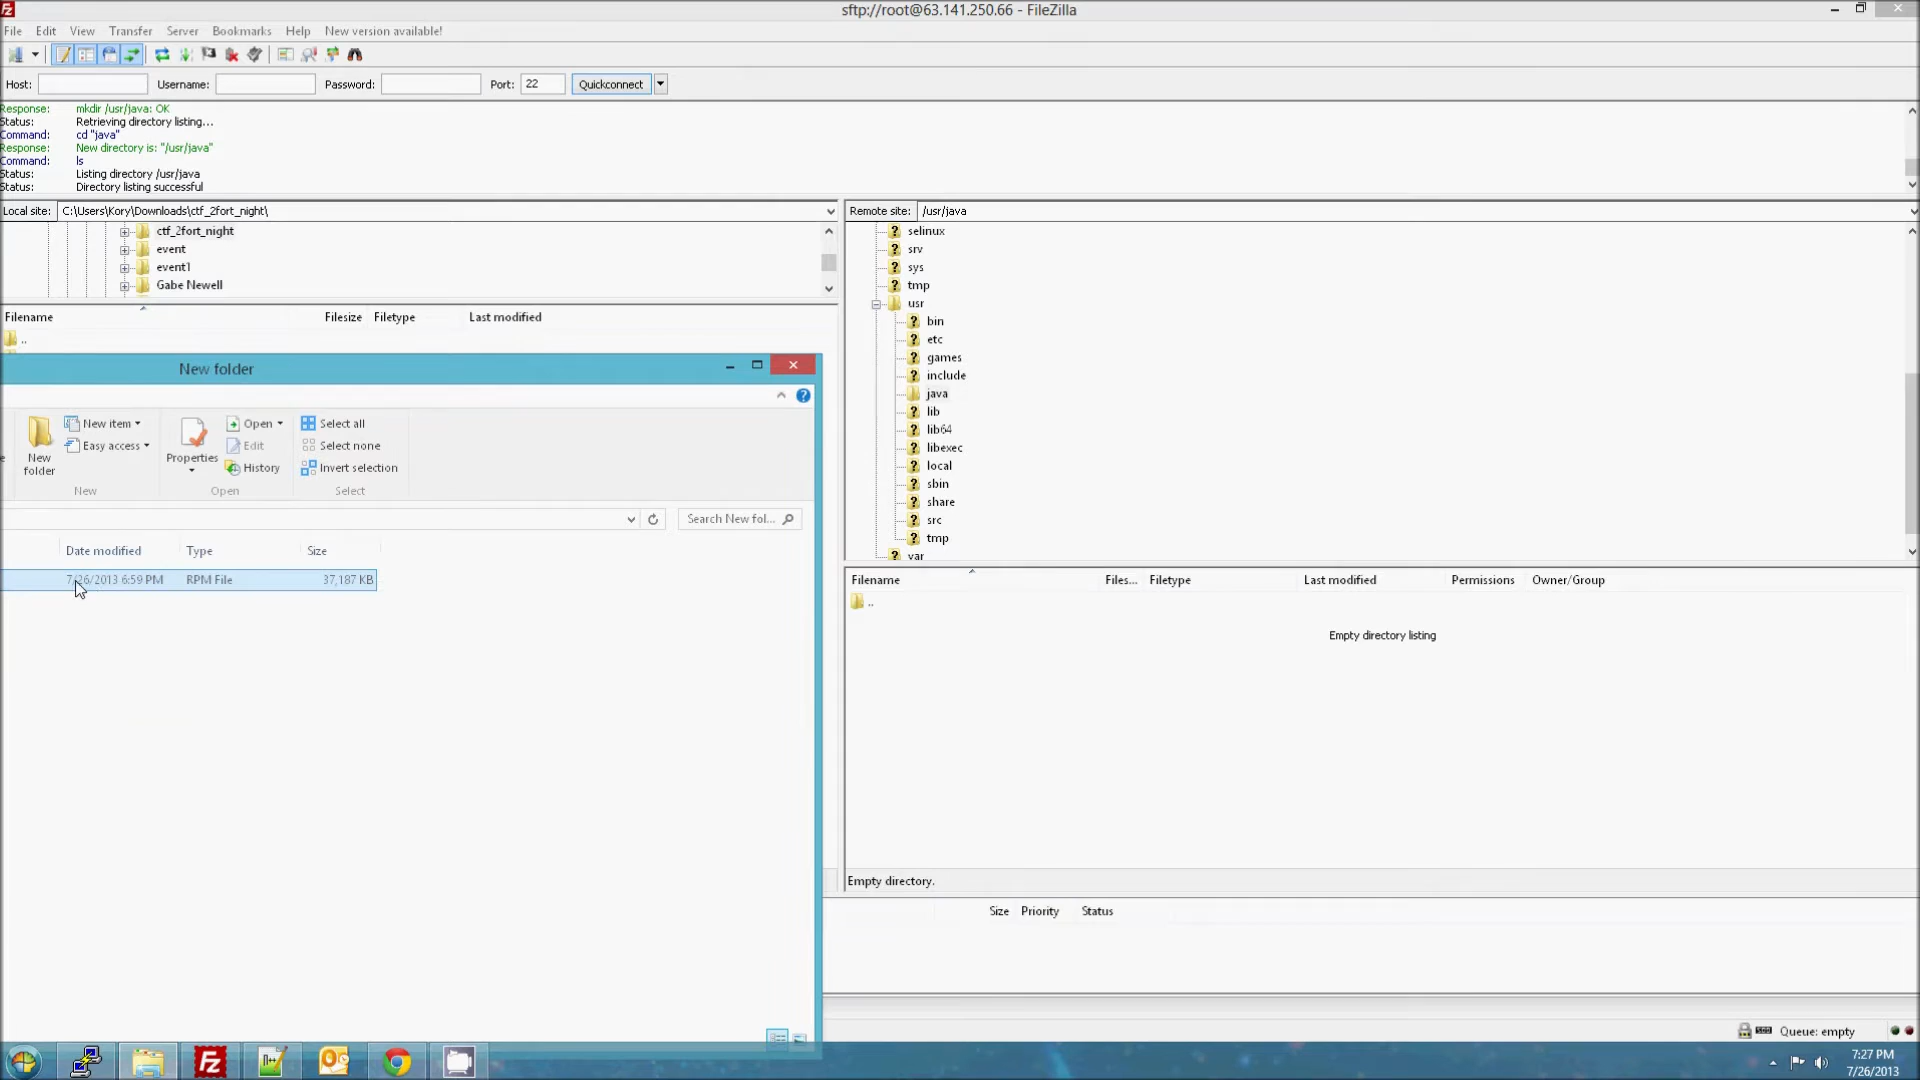 sftp://root@63.141.250.66 - FileZilla
File Edit View Transfer Server Bookmarks Help New version available!
Host: Username: Password: Port: 22 Quickconnect
Response: mkdir /usr/java: OK
Status: Retrieving directory listing...
Command: cd "java"
Response: New directory is: "/usr/java"
Command: ls
Status: Listing directory /usr/java
Status: Directory listing successful
Local site: C:\Users\Kory\Downloads\ctf_2fort_night\
ctf_2fort_night
event
event1
Gabe Newell
Filename Filesize Filetype Last modified
..
New folder
New item
Easy access
New
folder
New
Properties
Open
Edit
History
Open
Select all
Select none
Invert selection
Select
Search New fol...
Date modified Type Size
7/26/2013 6:59 PM RPM File 37,187 KB
Remote site: /usr/java
selinux
srv
sys
tmp
usr
bin
etc
games
include
java
lib
lib64
libexec
local
sbin
share
src
tmp
var
Filename Files... Filetype Last modified Permissions Owner/Group
..
Empty directory listing
Empty directory.
Size Priority Status
Queue: empty
7:27 PM
7/26/2013